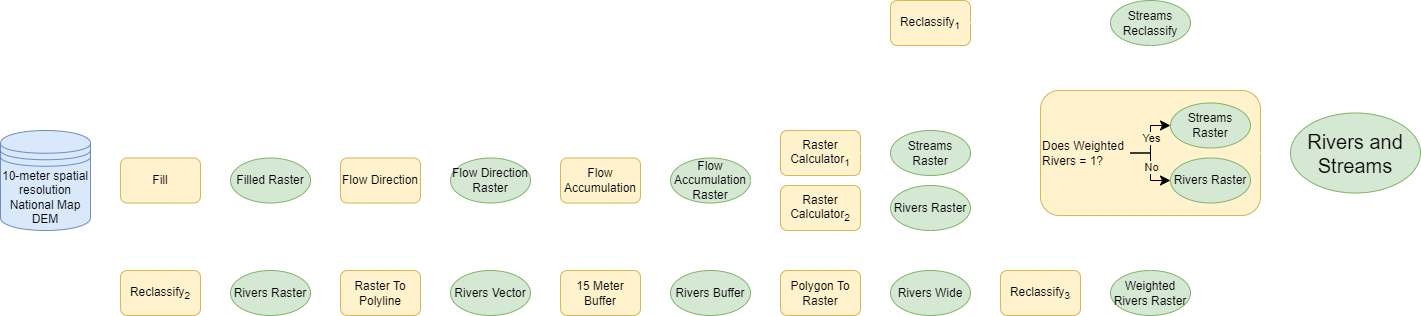 Reclassify1
Streams
Reclassify
10-meter spatial
resolution
National Map
DEM
Fill
Filled Raster
Flow Direction
Flow Direction
Raster
Flow
Accumulation
Flow
Accumulation
Raster
Raster
Calculator1
Streams
Raster
Raster
Calculator2
Rivers Raster
Does Weighted
Rivers = 1?
Yes
No
Streams
Raster
Rivers Raster
Rivers and
Streams
Reclassify2
Rivers Raster
Raster To
Polyline
Rivers Vector
15 Meter
Buffer
Rivers Buffer
Polygon To
Raster
Rivers Wide
Reclassify3
Weighted
Rivers Raster